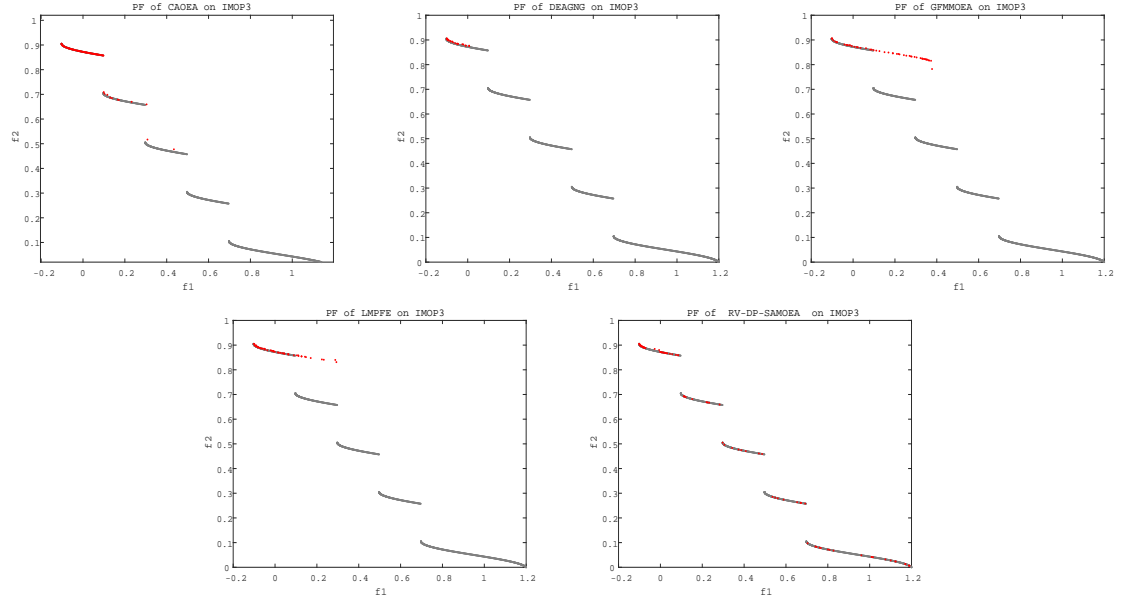 PF of CAOEA on IMOP3
1
0.9
0.8
0.7
0.6
0.5
0.4
0.3
0.2
0.1
f2
-0.2 0 0.2 0.4 0.6 0.8 1
f1
PF of DEAGNG on IMOP3
1
0.9
0.8
0.7
0.6
0.5
0.4
0.3
0.2
0.1
0
f2
-0.2 0 0.2 0.4 0.6 0.8 1 1.2
f1
PF of GFMMOEA on IMOP3
1
0.9
0.8
0.7
0.6
0.5
0.4
0.3
0.2
0.1
0
f2
-0.2 0 0.2 0.4 0.6 0.8 1 1.2
f1
PF of LMPFE on IMOP3
1
0.9
0.8
0.7
0.6
0.5
0.4
0.3
0.2
0.1
0
f2
-0.2 0 0.2 0.4 0.6 0.8 1 1.2
f1
PF of RV-DP-SAMOEA on IMOP3
1
0.9
0.8
0.7
0.6
0.5
0.4
0.3
0.2
0.1
0
f2
-0.2 0 0.2 0.4 0.6 0.8 1 1.2
f1